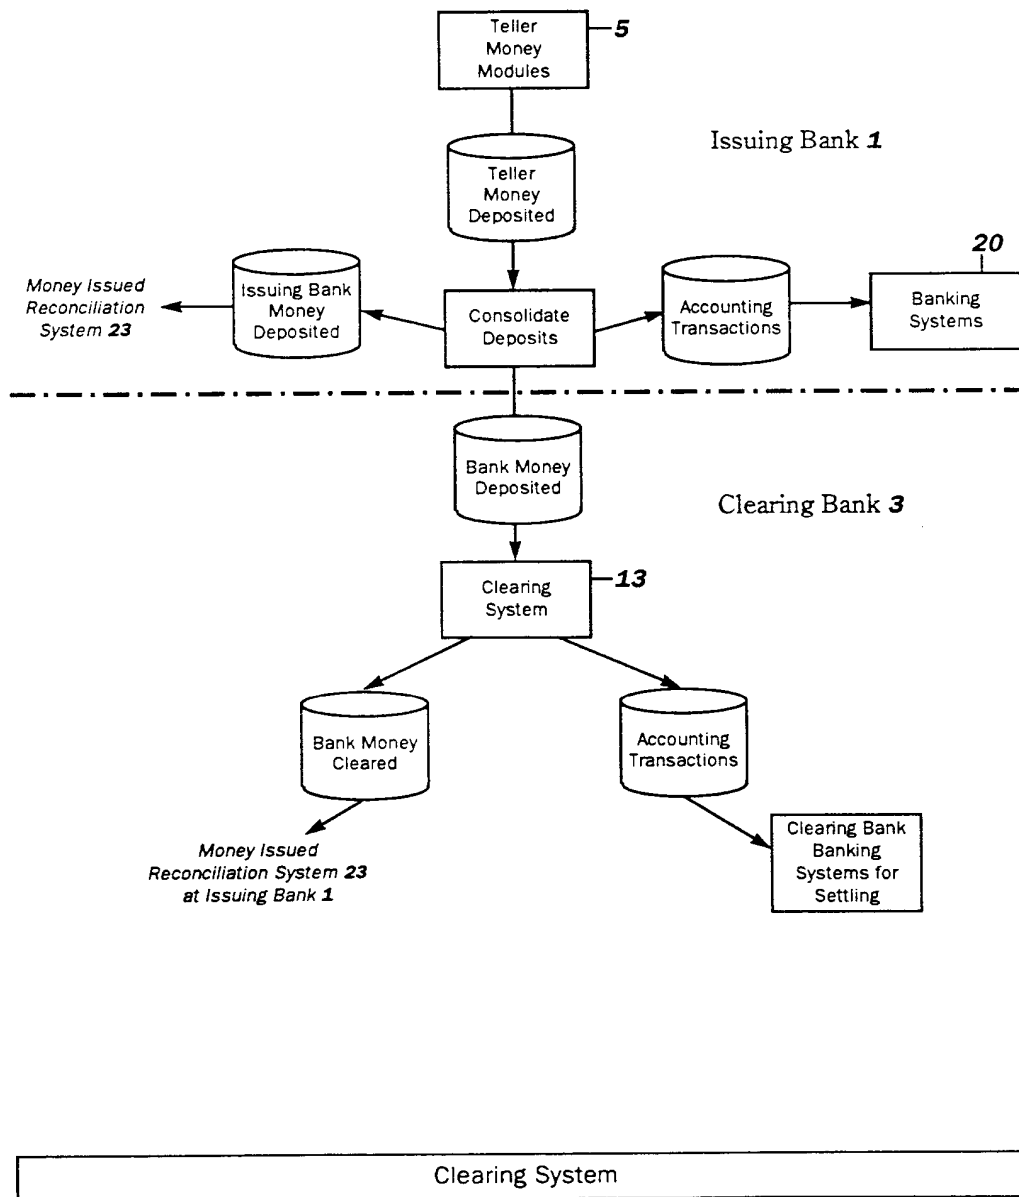 Teller
Money
Modules
5
Issuing Bank 1
Teller
Money
Deposited
20
Money Issued
Reconciliation
System 23
Issuing Bank
Money
Deposited
Consolidate
Deposits
Accounting
Transactions
Banking
Systems
Bank Money
Deposited
Clearing Bank 3
Clearing
System
13
Bank Money
Cleared
Accounting
Transactions
Money Issued
Reconciliation System 23
at Issuing Bank 1
Clearing Bank
Banking
Systems for
Settling
Clearing System